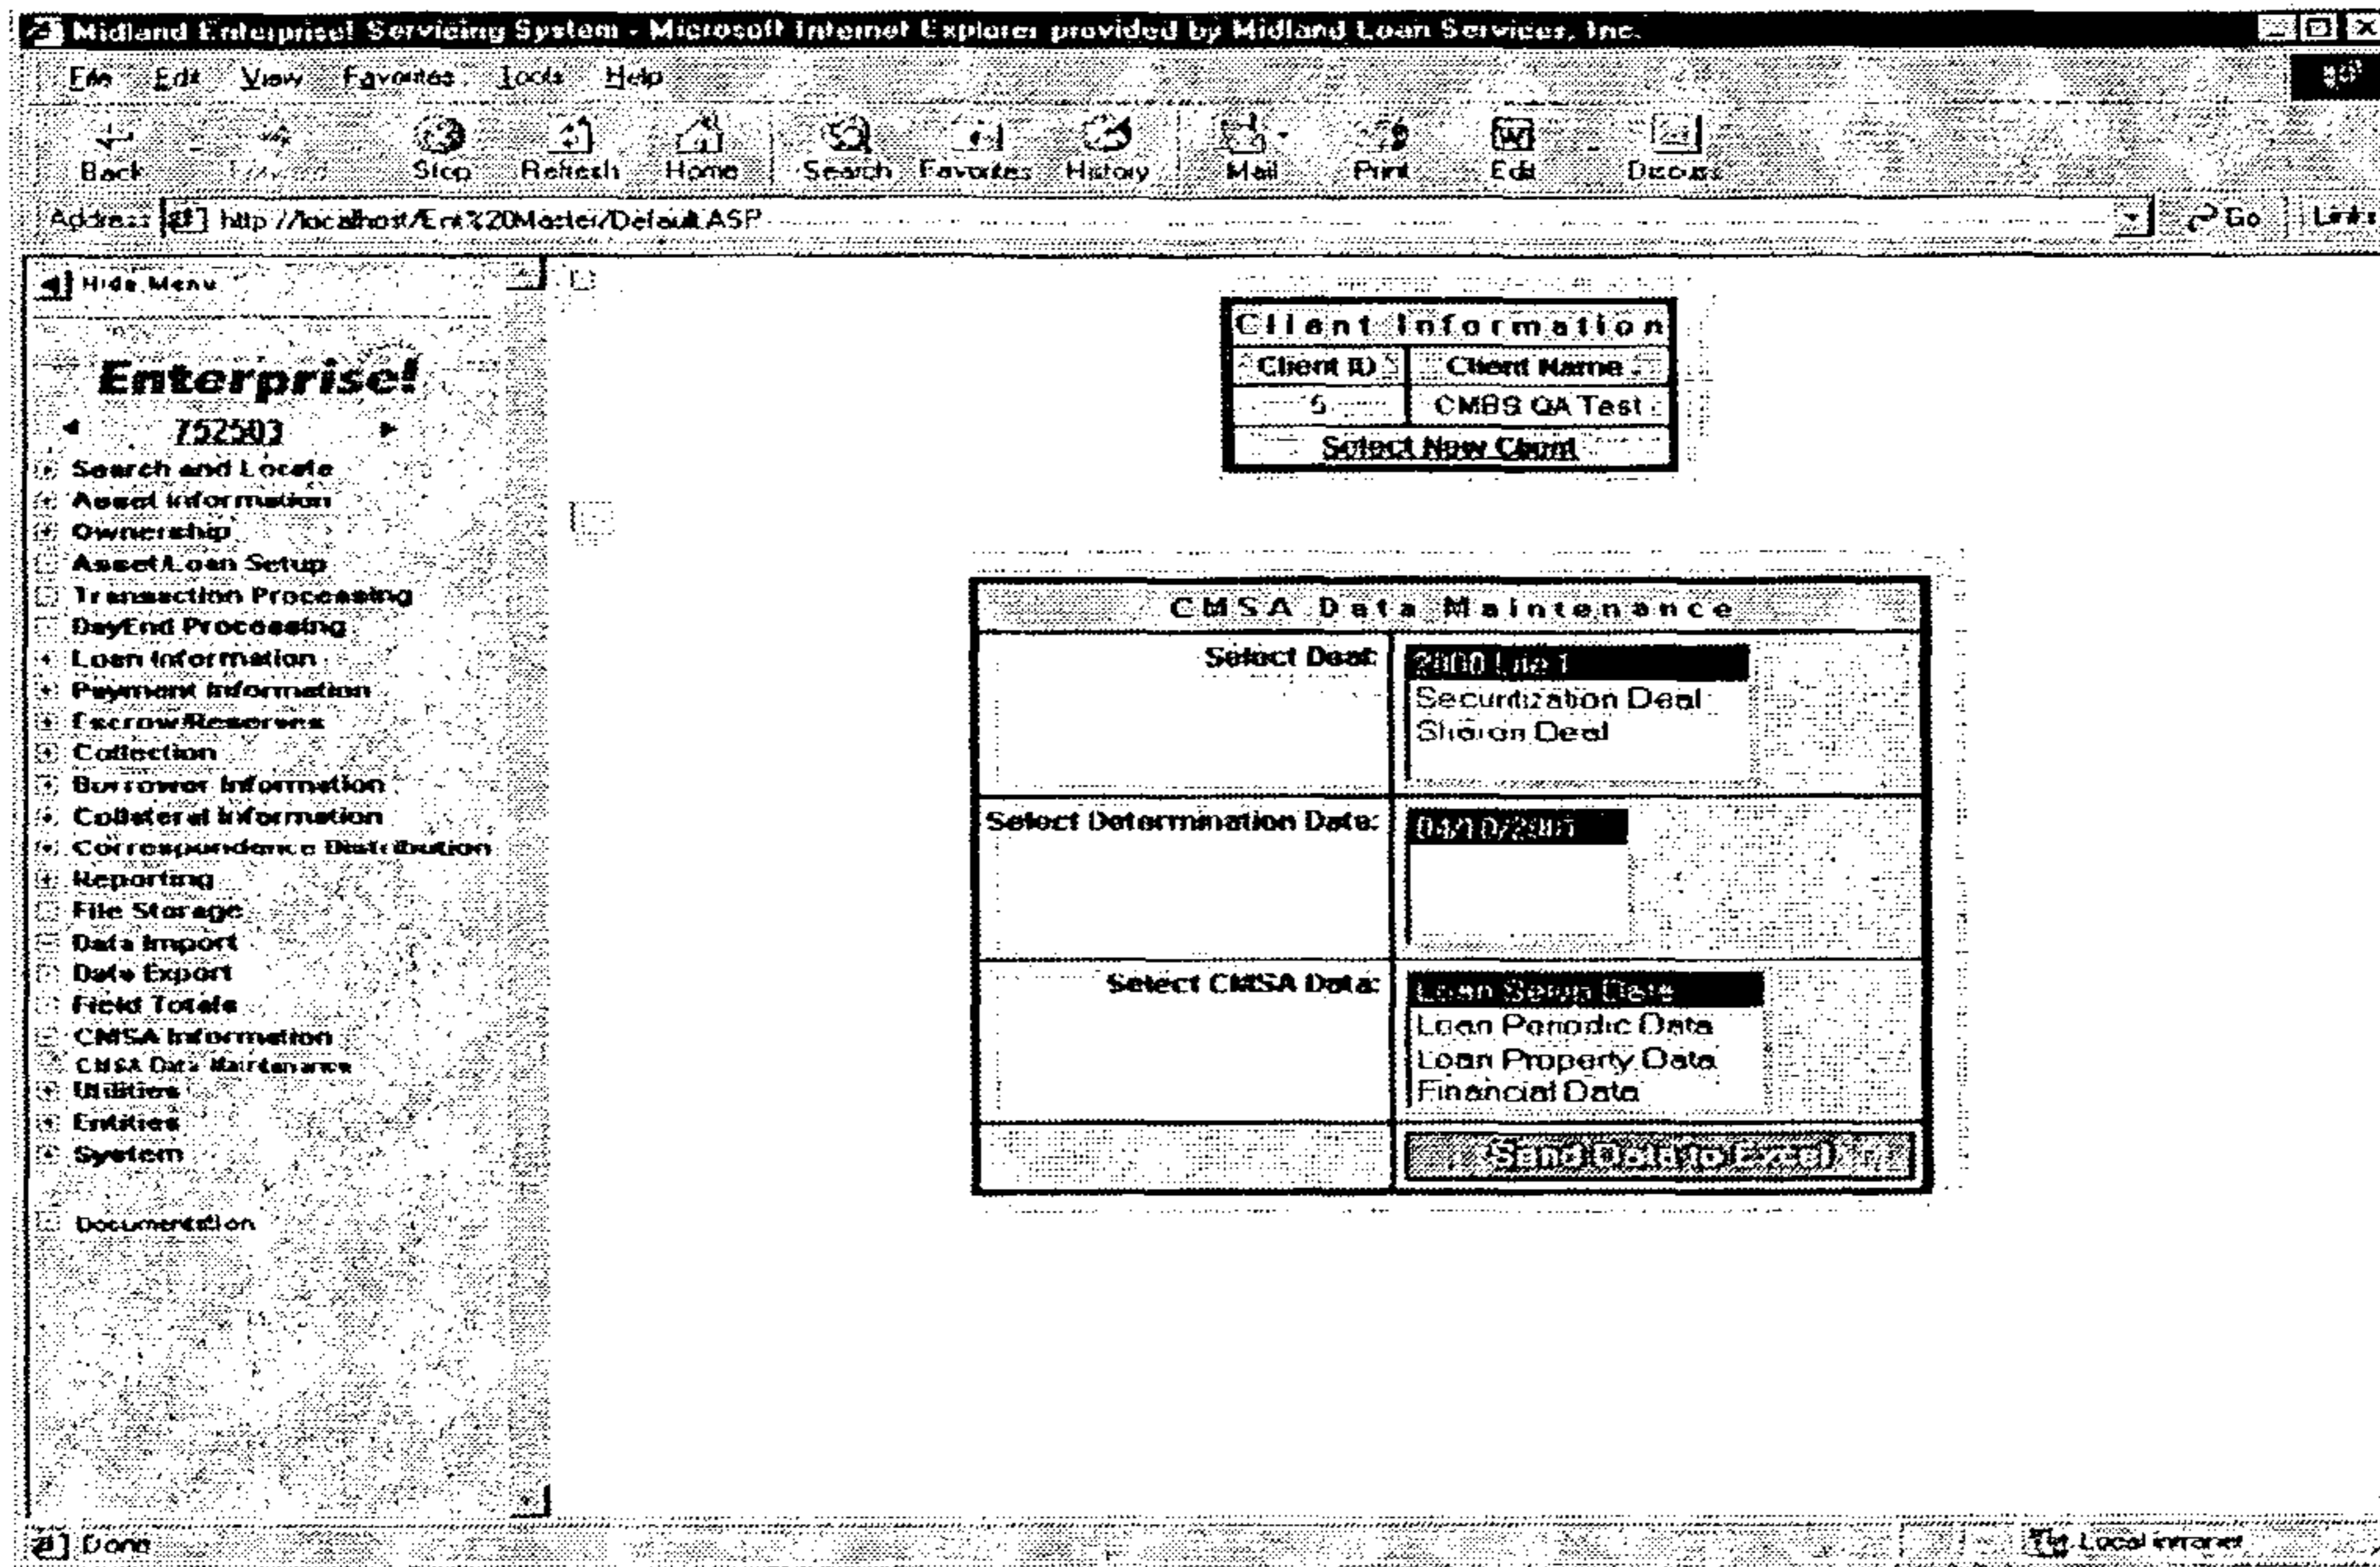 Midland Enterprise! Servicing System - Microsoft Internet Explorer provided by Midland Loan Services, Inc.
File Edit View Favorites Tools Help
Back Forward Stop Refresh Home Search Favorites History Mail Print Edit Discuss
Address http://localhost/Ent%20Master/Default.ASP Go Links
Hide Menu
Enterprise!
752503
Search and Locate
Asset Information
Ownership
Asset/Loan Setup
Transaction Processing
DayEnd Processing
Loan Information
Payment Information
Escrow/Reserves
Collection
Borrower Information
Collateral Information
Correspondence Distribution
Reporting
File Storage
Data Import
Data Export
Field Totals
CMSA Information
CMSA Data Maintenance
Utilities
Entities
System
Documentation
Client Information
Client ID Client Name
5 CMBS QA Test
Select New Client
CMSA Data Maintenance
Select Deal:
2000 1
Securitization Deal
Sharon Deal
Select Determination Date:
Select CMSA Data:
Loan Setup Data
Loan Periodic Data
Loan Property Data
Financial Data
Send Data to Excel
Done
Local intranet